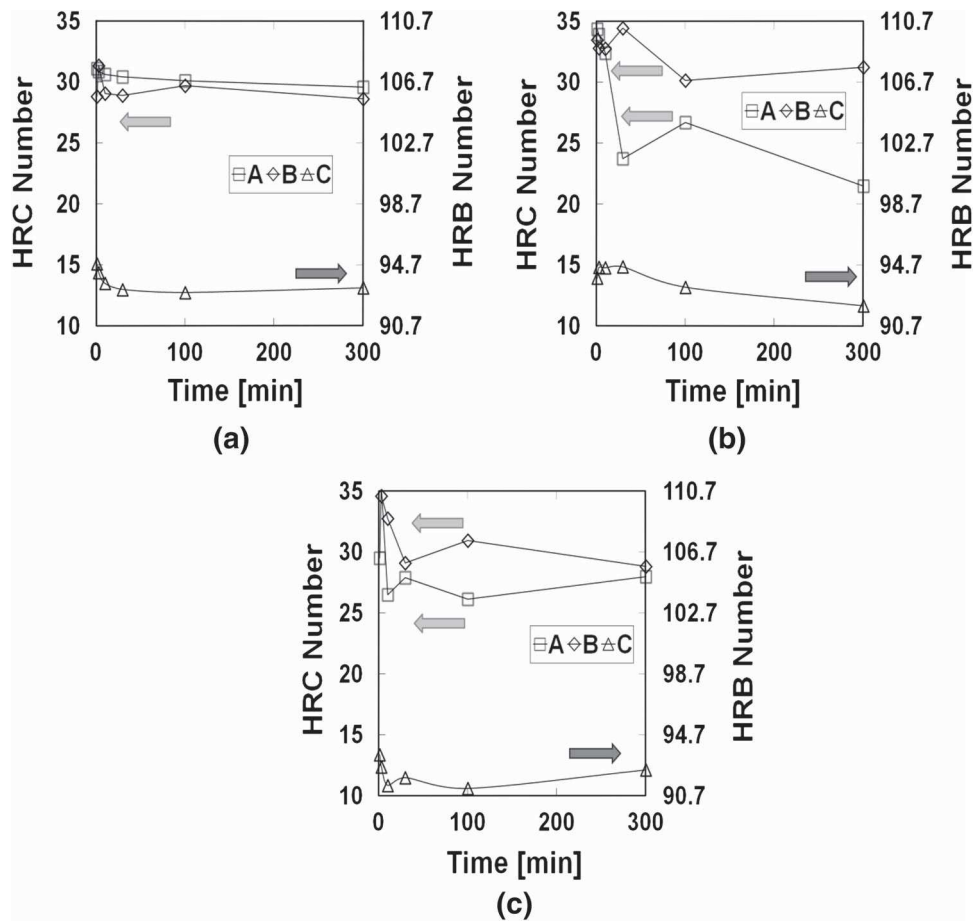 35
30
25
20
15
10
HRC Number
110.7
106.7
102.7
98.7
94.7
90.7
HRB Number
A B C
0 100 200 300
Time [min]
(a)
35
30
25
20
15
10
HRC Number
110.7
106.7
102.7
98.7
94.7
90.7
HRB Number
A B C
0 100 200 300
Time [min]
(b)
35
30
25
20
15
10
HRC Number
110.7
106.7
102.7
98.7
94.7
90.7
HRB Number
A B C
0 100 200 300
Time [min]
(c)